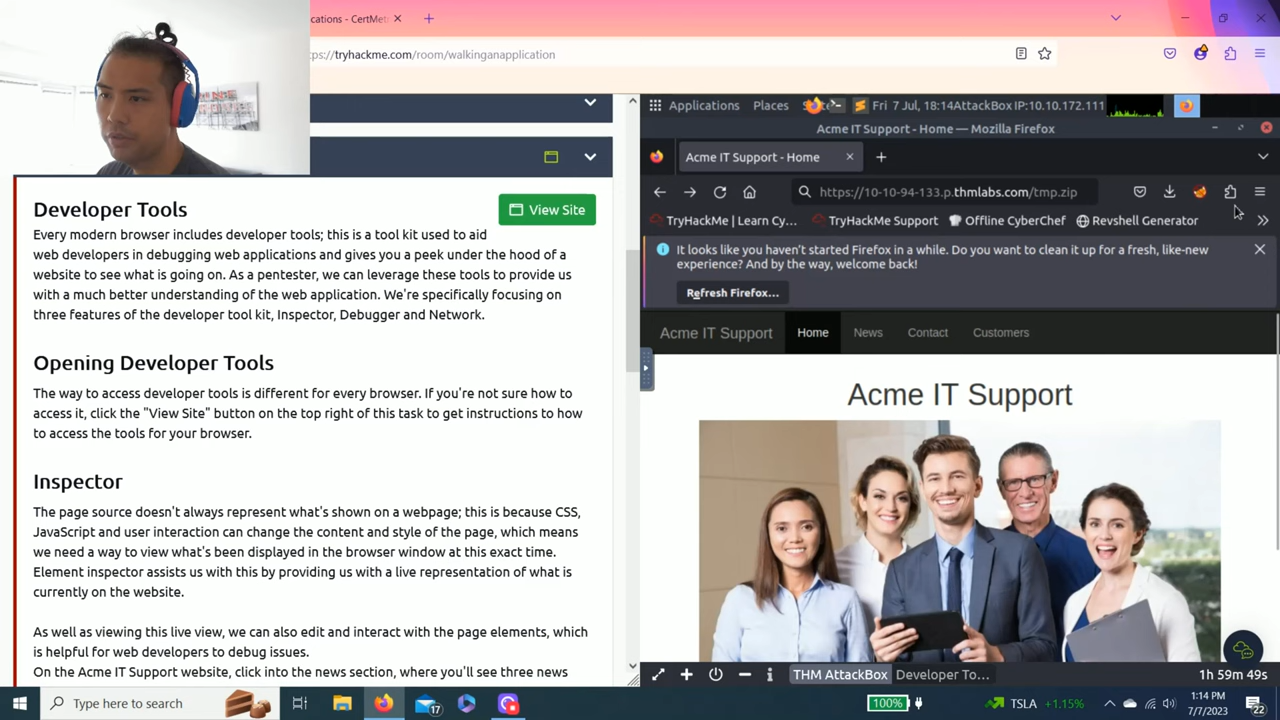 cations - CertMet
ps://tryhackme.com/room/walkinganapplication
Developer Tools
View Site
Every modern browser includes developer tools; this is a tool kit used to aid
web developers in debugging web applications and gives you a peek under the hood of a
website to see what is going on. As a pentester, we can leverage these tools to provide us
with a much better understanding of the web application. We're specifically focusing on
three features of the developer tool kit, Inspector, Debugger and Network.
Opening Developer Tools
The way to access developer tools is different for every browser. If you're not sure how to
access it, click the "View Site" button on the top right of this task to get instructions to how
to access the tools for your browser.
Inspector
The page source doesn't always represent what's shown on a webpage; this is because CSS,
JavaScript and user interaction can change the content and style of the page, which means
we need a way to view what's been displayed in the browser window at this exact time.
Element inspector assists us with this by providing us with a live representation of what is
currently on the website.
As well as viewing this live view, we can also edit and interact with the page elements, which
is helpful for web developers to debug issues.
On the Acme IT Support website, click into the news section, where you'll see three news
Applications Places Fri 7 Jul, 18:14 AttackBox IP:10.10.172.111
Acme IT Support - Home — Mozilla Firefox
Acme IT Support - Home
https://10-10-94-133.p.thmlabs.com/tmp.zip
TryHackMe | Learn Cy… TryHackMe Support Offline CyberChef Revshell Generator
It looks like you haven't started Firefox in a while. Do you want to clean it up for a fresh, like-new
experience? And by the way, welcome back!
Refresh Firefox…
Acme IT Support Home News Contact Customers
Acme IT Support
THM AttackBox Developer To... 1h 59m 49s
Type here to search
17
100%
TSLA +1.15%
1:14 PM
7/7/2023
22